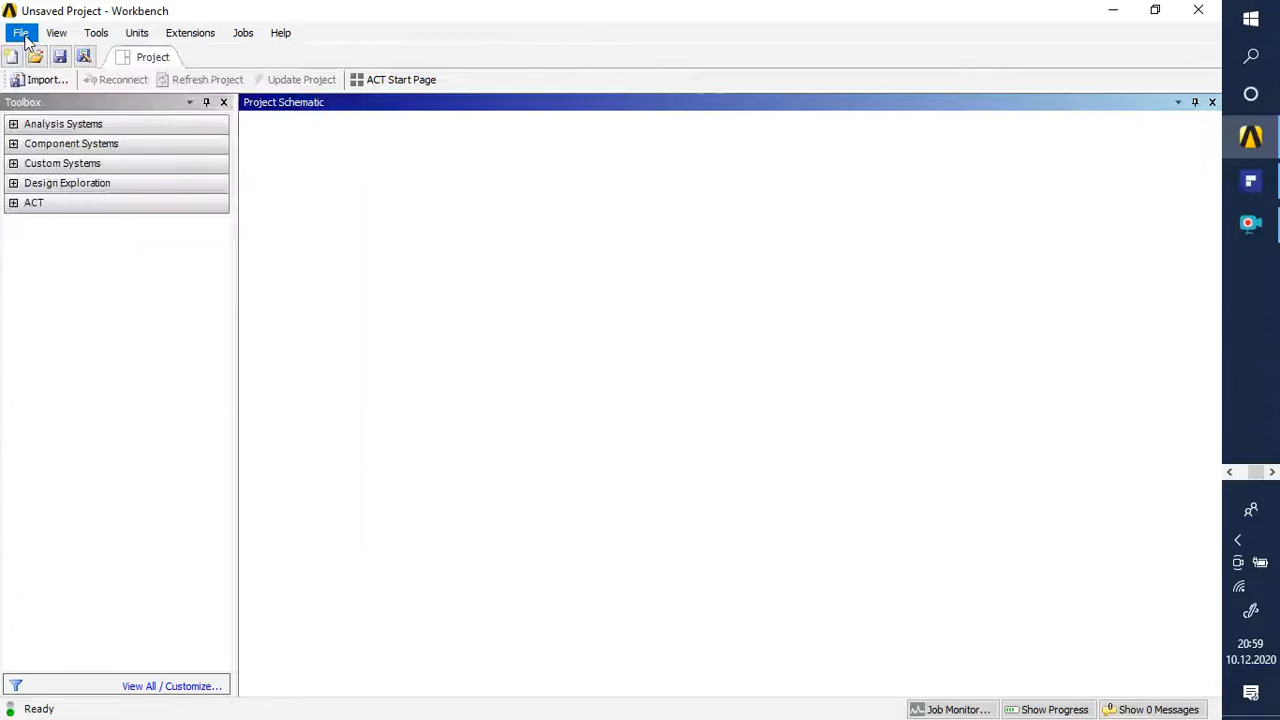 Unsaved Project - Workbench
File View Tools Units Extensions Jobs Help
Project
Import... Reconnect Refresh Project Update Project ACT Start Page
Toolbox
Project Schematic
Analysis Systems
Component Systems
Custom Systems
Design Exploration
ACT
View All / Customize...
Ready
Job Monitor... Show Progress 0 Show 0 Messages
20:59
10.12.2020